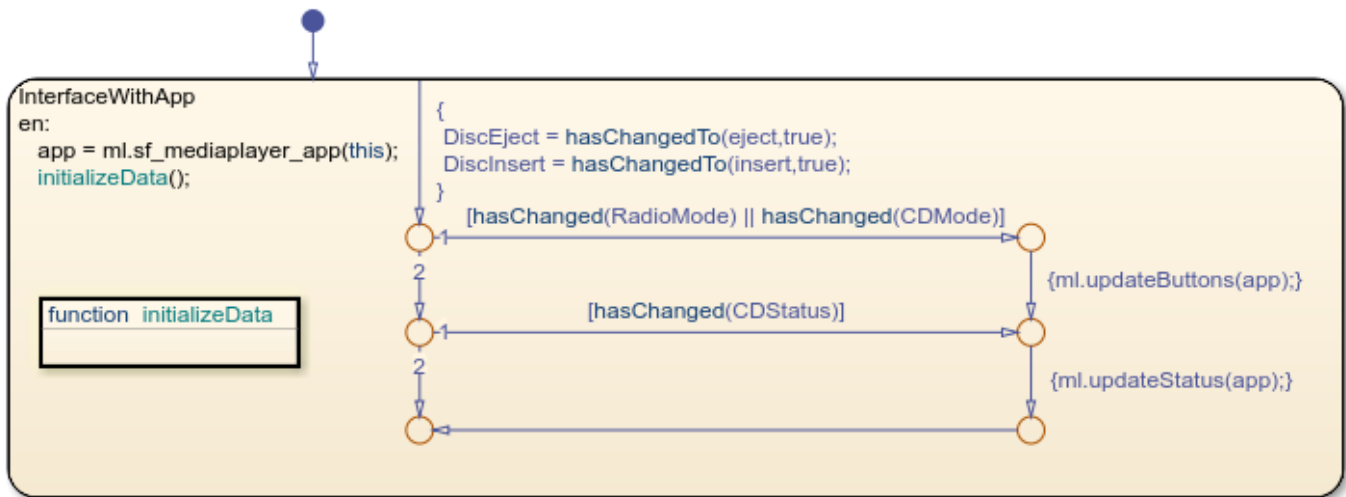 InterfaceWithApp
en:
app = ml.sf_mediaplayer_app(this);
initializeData();
{
DiscEject = hasChangedTo(eject,true);
DiscInsert = hasChangedTo(insert,true);
}
1
[hasChanged(RadioMode) || hasChanged(CDMode)]
2
{ml.updateButtons(app);}
function initializeData
1
[hasChanged(CDStatus)]
2
{ml.updateStatus(app);}